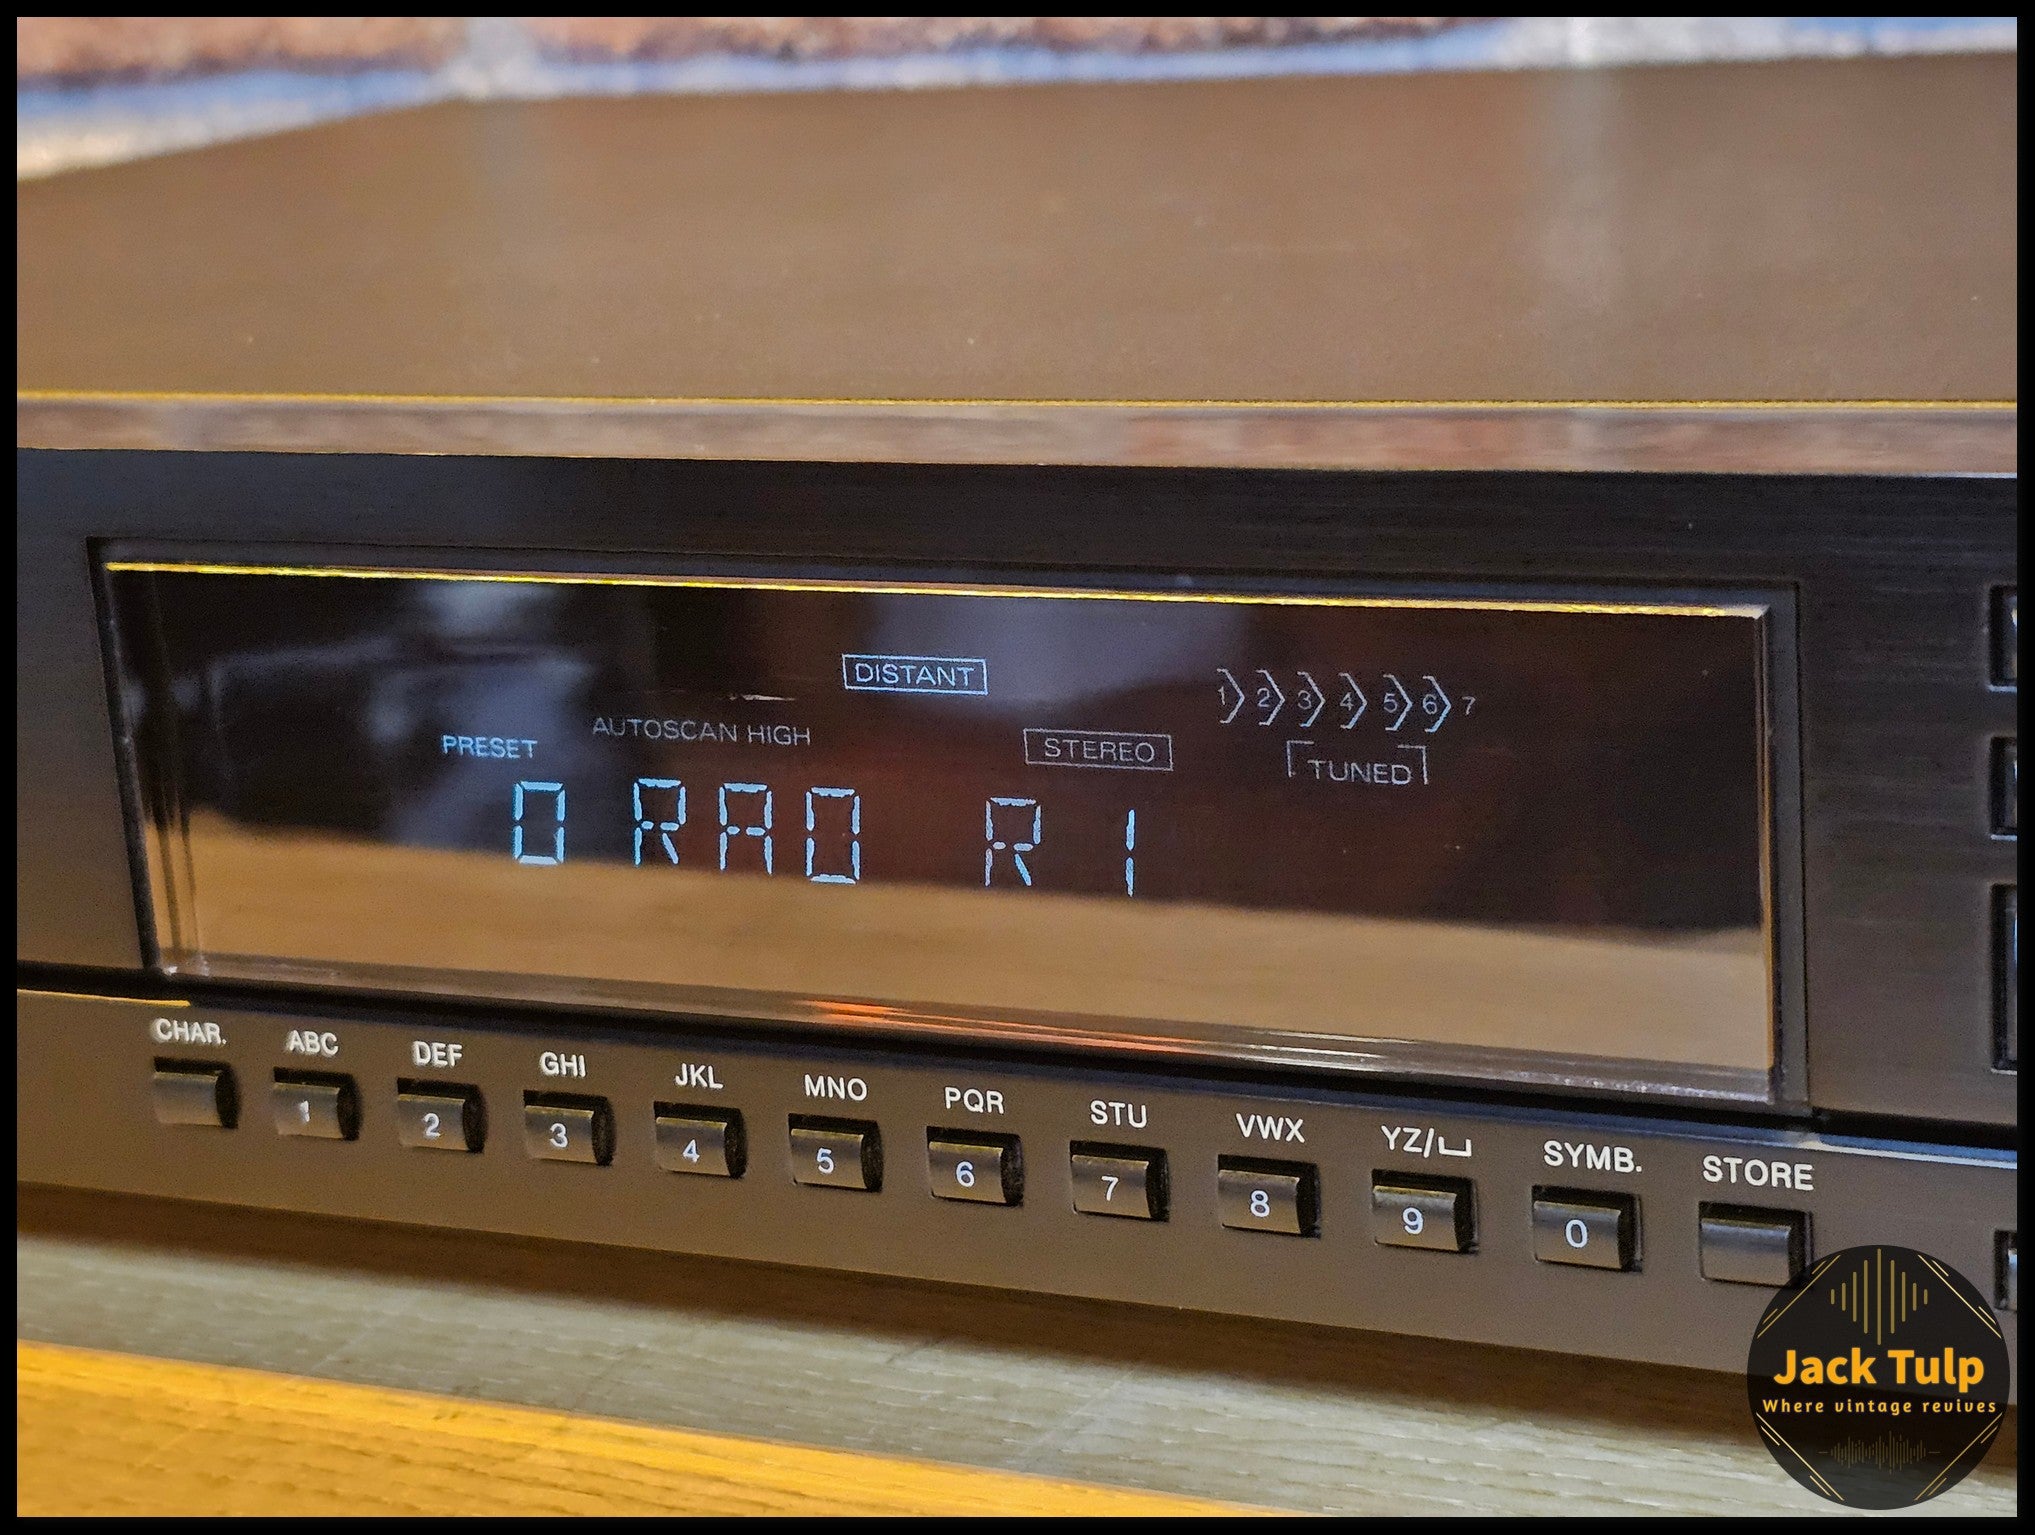 DISTANT
1 2 3 4 5 6 7
AUTOSCAN HIGH
PRESET
STEREO
TUNED
0 RAD R 1
CHAR. ABC DEF GHI JKL MNO PQR STU VWX YZ/⌴ SYMB. STORE
1 2 3 4 5 6 7 8 9 0
Jack Tulp
Where vintage revives